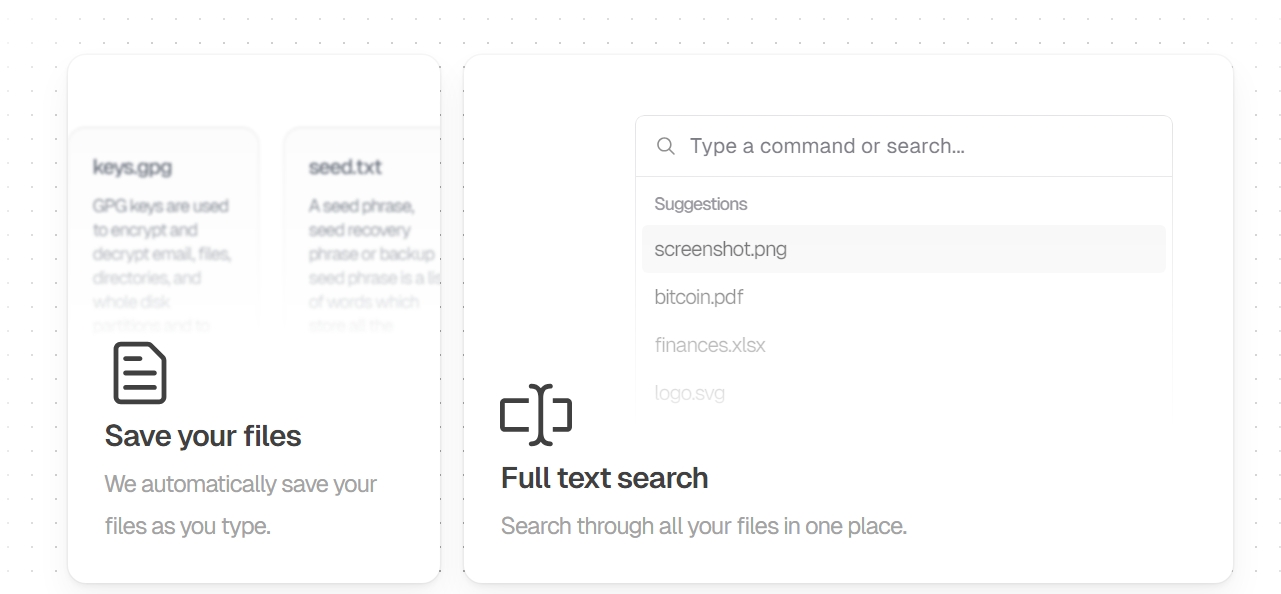 keys.gpg
GPG keys are used
to encrypt and
decrypt email, files,
directories, and
whole disk
partitions and to
seed.txt
A seed phrase,
seed recovery
phrase or backup
seed phrase is a
of words which
store all the
Save your files
We automatically save your
files as you type.
Type a command or search...
Suggestions
screenshot.png
bitcoin.pdf
finances.xlsx
logo.svg
Full text search
Search through all your files in one place.